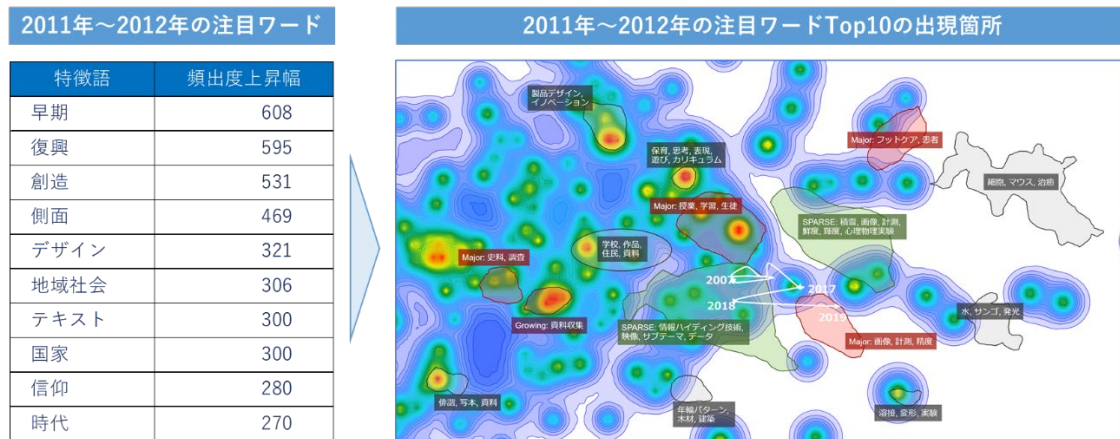 2011年～2012年の注目ワード
2011年～2012年の注目ワードTop10の出現箇所
特徴語 頻出度上昇幅
早期 608
復興 595
創造 531
側面 469
デザイン 321
地域社会 306
テキスト 300
国家 300
信仰 280
時代 270
製品デザイン,
イノベーション
保育, 思考, 表現,
遊び, カリキュラム
Major: フットケア, 患者
細胞, マウス, 治癒
Major: 授業, 学習, 生徒
SPARSE: 積雪, 画像, 計測,
鮮度, 輝度, 心理物理実験
学校, 作品,
住民, 資料
Major: 史料, 調査
2007
2017
2018
2019
Growing: 資料収集
SPARSE: 情報ハイディング技術,
映像, サブテーマ, データ
Major: 画像, 計測, 精度
水, サンゴ, 発光
俳諧, 写本, 資料
年輪パターン,
木材, 建築
溶接, 変形, 実験